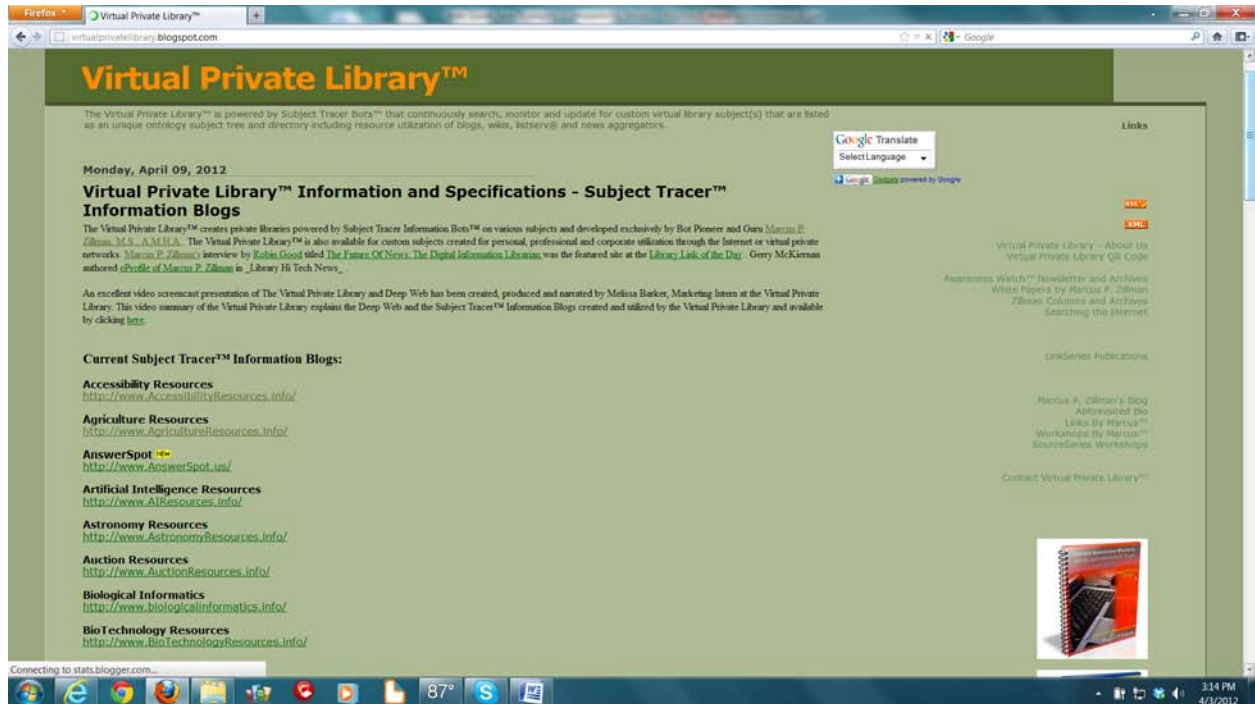 Firefox
Virtual Private Library™
virtualprivatelibrary.blogspot.com
Google
Virtual Private Library™
The Virtual Private Library™ is powered by Subject Tracer Bots™ that continuously search, monitor and update for custom virtual library subject(s) that are listed
as an unique ontology subject tree and directory including resource utilization of blogs, wikis, listserv® and news aggregators.
Links
Google Translate
Select Language
Google Gadgets powered by Google
Monday, April 09, 2012
Virtual Private Library™ Information and Specifications - Subject Tracer™
Information Blogs
The Virtual Private Library™ creates private libraries powered by Subject Tracer Information Bots™ on various subjects and developed exclusively by Bot Pioneer and Guru Marcus P.
Zillman, M.S., A.M.H.A.. The Virtual Private Library™ is also available for custom subjects created for personal, professional and corporate utilization through the Internet or virtual private
networks. Marcus P. Zillman's interview by Robin Good titled The Future Of News: The Digital Information Librarian was the featured site at the Library Link of the Day . Gerry McKiernan
authored eProfile of Marcus P. Zillman in _Library Hi Tech News_ .
An excellent video screencast presentation of The Virtual Private Library and Deep Web has been created, produced and narrated by Melissa Barker, Marketing Intern at the Virtual Private
Library. This video summary of the Virtual Private Library explains the Deep Web and the Subject Tracer™ Information Blogs created and utilized by the Virtual Private Library and available
by clicking here.
Current Subject Tracer™ Information Blogs:
Accessibility Resources
http://www.AccessibilityResources.info/
Agriculture Resources
http://www.AgricultureResources.info/
AnswerSpot NEW
http://www.AnswerSpot.us/
Artificial Intelligence Resources
http://www.AIResources.info/
Astronomy Resources
http://www.AstronomyResources.info/
Auction Resources
http://www.AuctionResources.info/
Biological Informatics
http://www.biologicalinformatics.info/
BioTechnology Resources
http://www.BioTechnologyResources.info/
RSS
XML
Virtual Private Library - About Us
Virtual Private Library QR Code
Awareness Watch™ Newsletter and Archives
White Papers by Marcus P. Zillman
Zillman Columns and Archives
Searching the Internet
LinkSeries Publications
Marcus P. Zillman's Blog
Abbreviated Bio
Links By Marcus™
Workshops By Marcus™
SourceSeries Workshops
Contact Virtual Private Library™
Connecting to stats.blogger.com...
87°
3:14 PM
4/3/2012